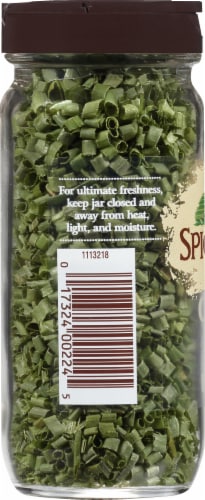 For ultimate freshness,
keep jar closed and
away from heat,
light, and moisture.
SPIC
1113218
0 17324 00224 5